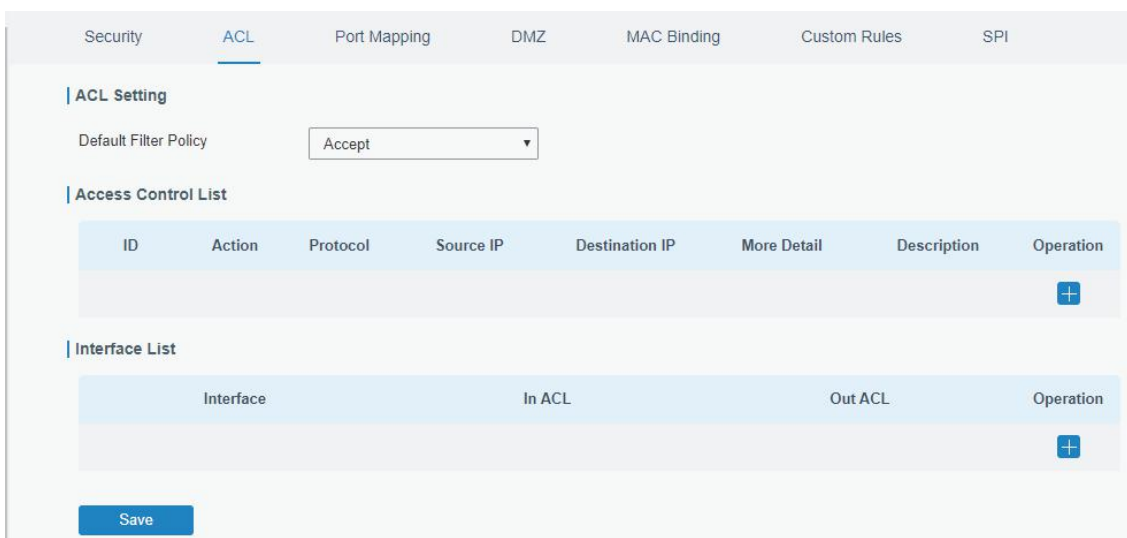 Security ACL Port Mapping DMZ MAC Binding Custom Rules SPI
ACL Setting
Default Filter Policy Accept
Access Control List
ID Action Protocol Source IP Destination IP More Detail Description Operation
Interface List
Interface In ACL Out ACL Operation
Save